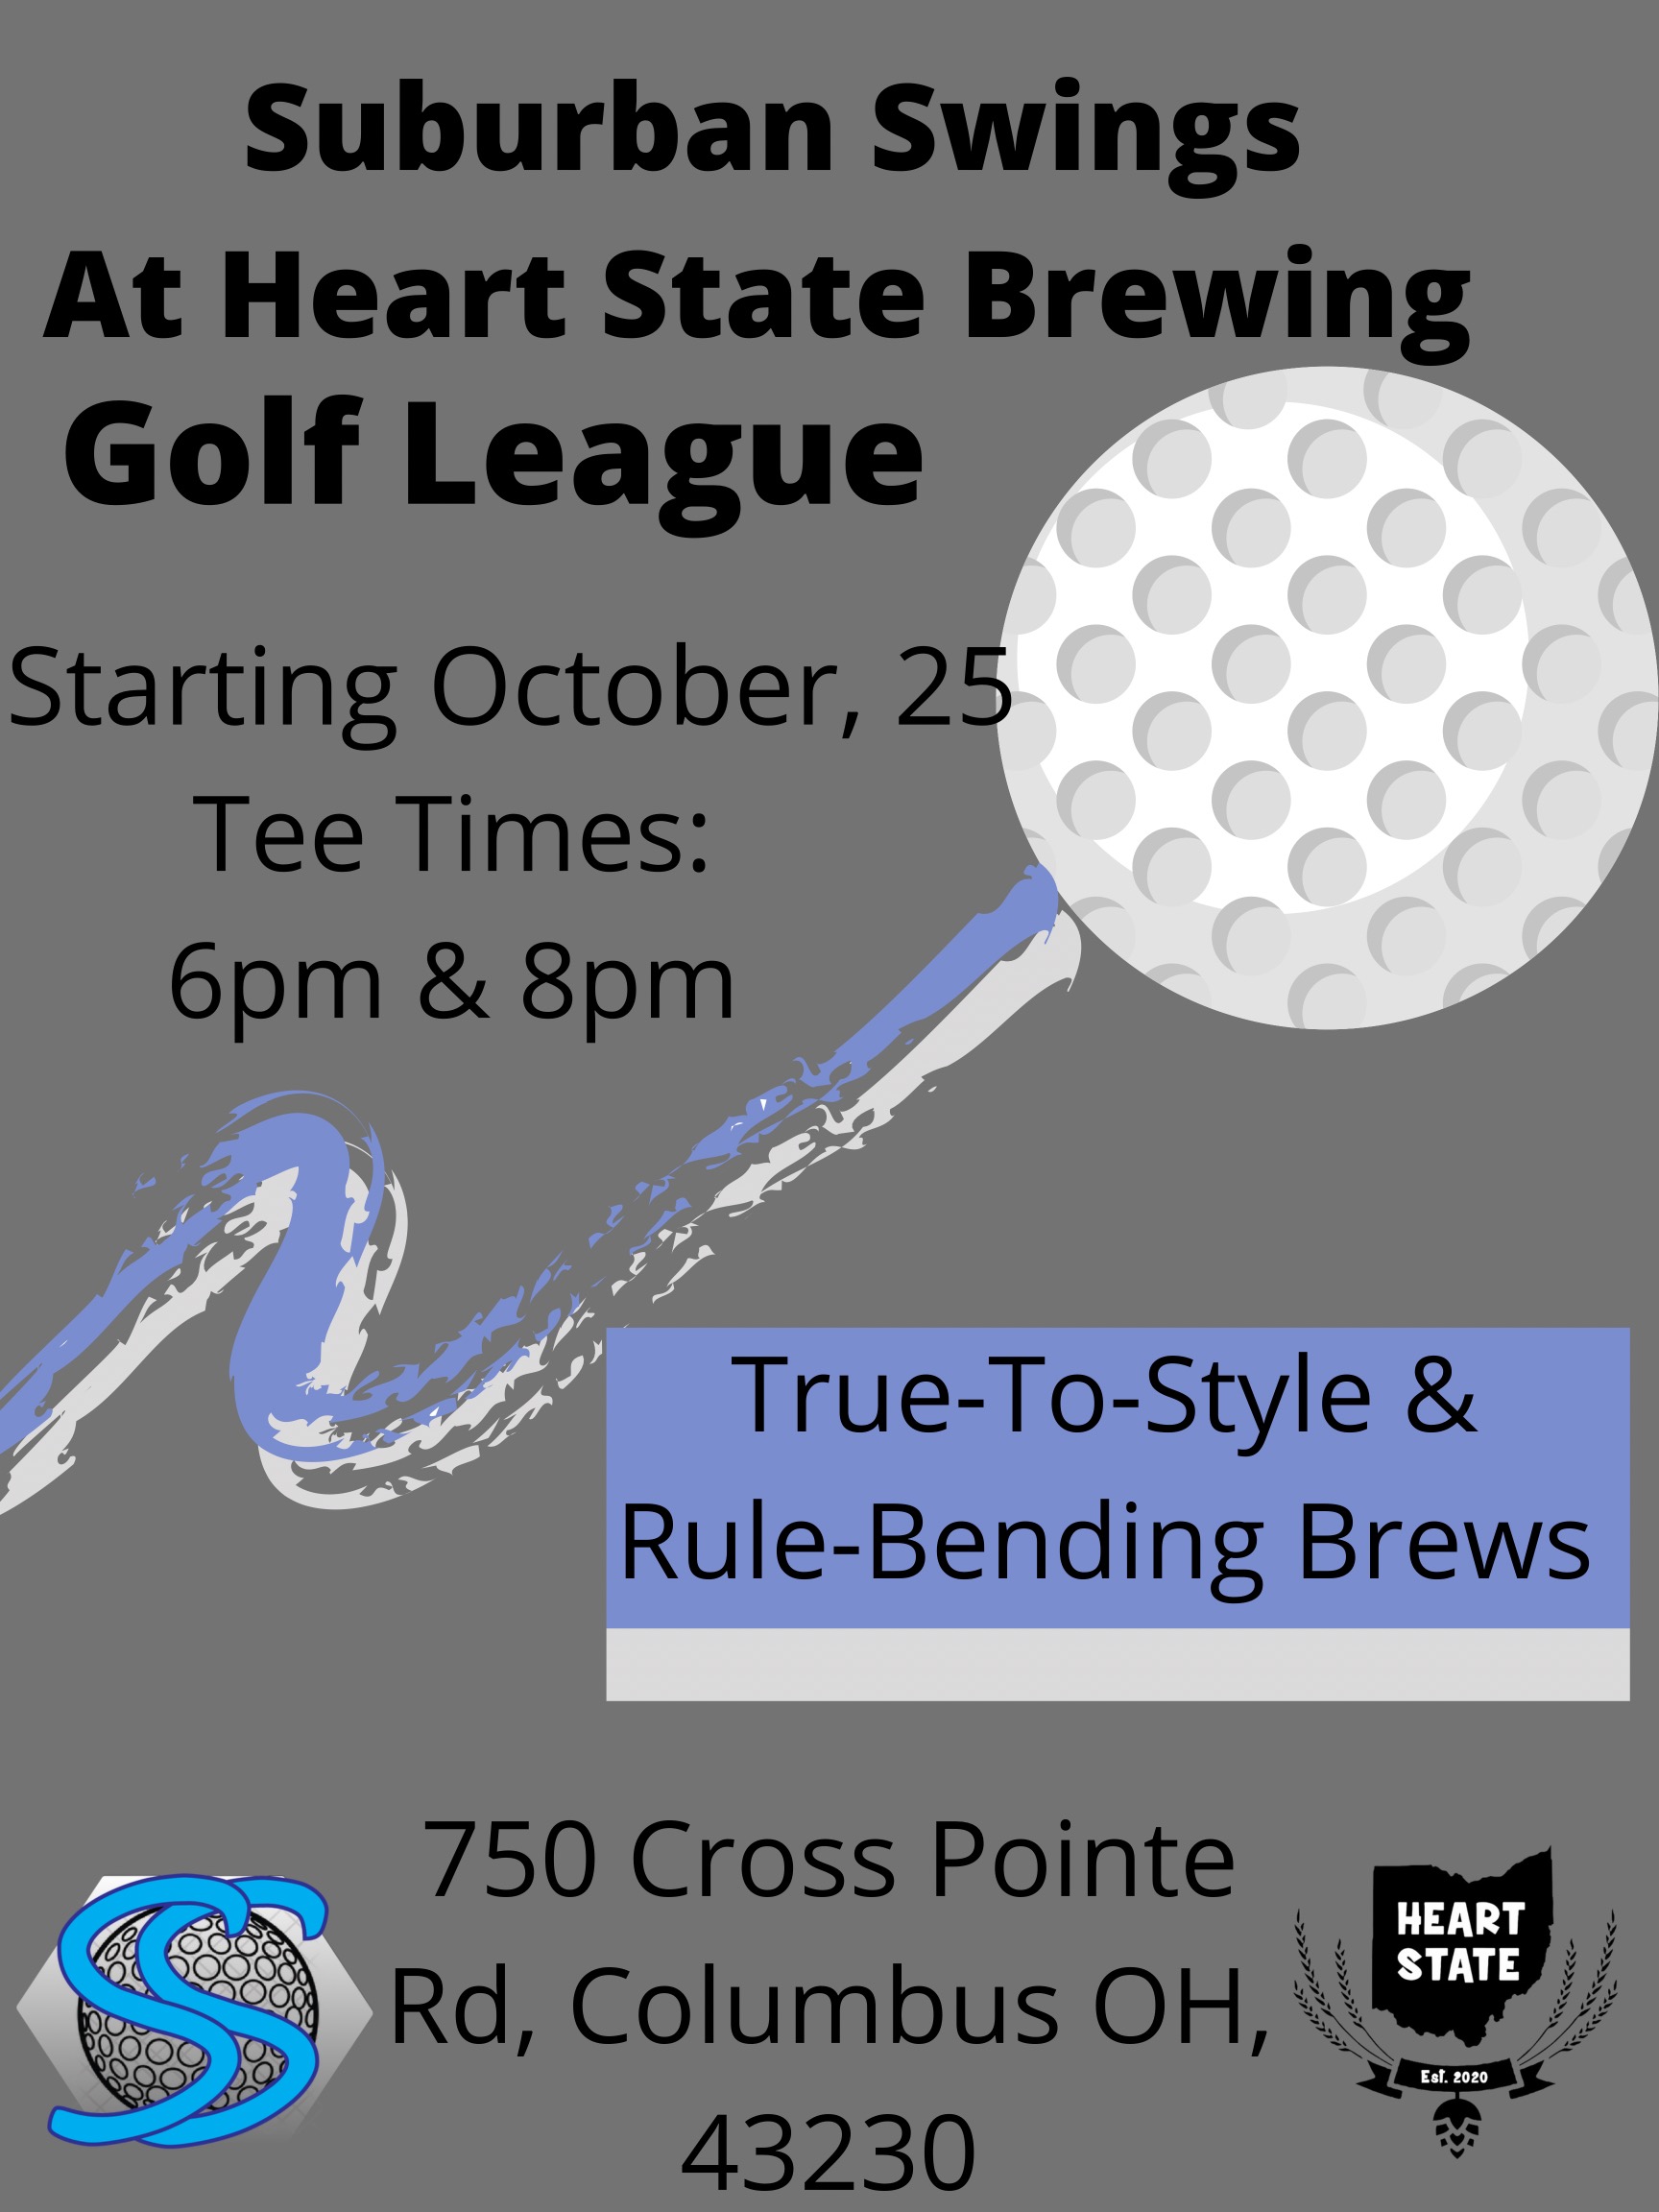 Suburban Swings
At Heart State Brewing
Golf League
Starting October, 25
Tee Times:
6pm & 8pm
True-To-Style &
Rule-Bending Brews
750 Cross Pointe
Rd, Columbus OH,
43230
SS
HEART
STATE
Est. 2020